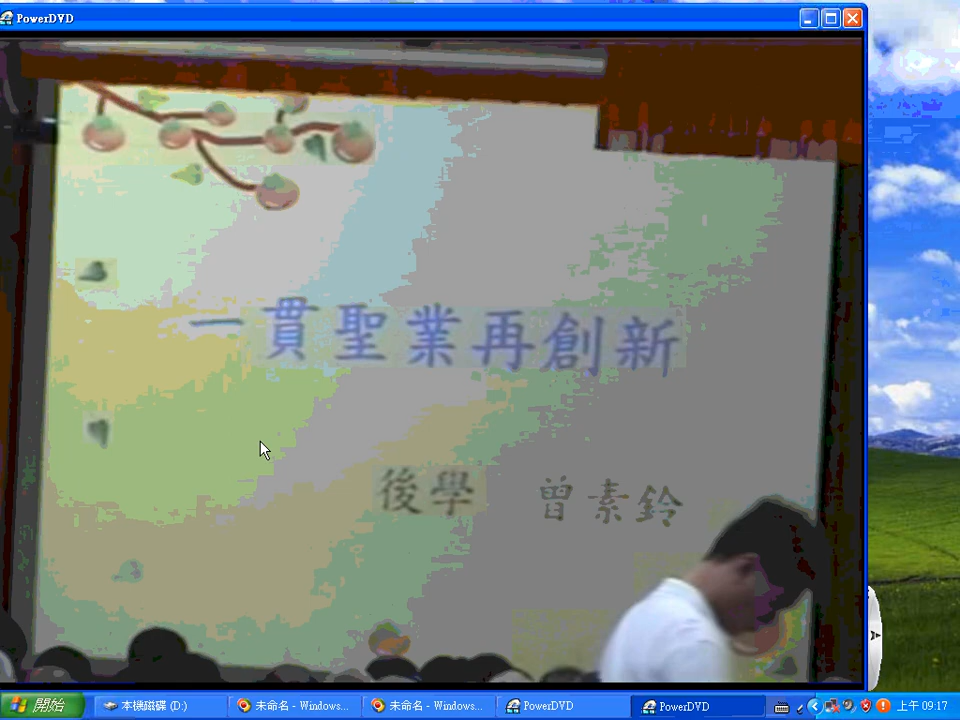 PowerDVD
一貫聖業再創新
後學 曾素鈴
開始
本機磁碟 (D:)
未命名 - Windows...
未命名 - Windows...
PowerDVD
PowerDVD
上午 09:17